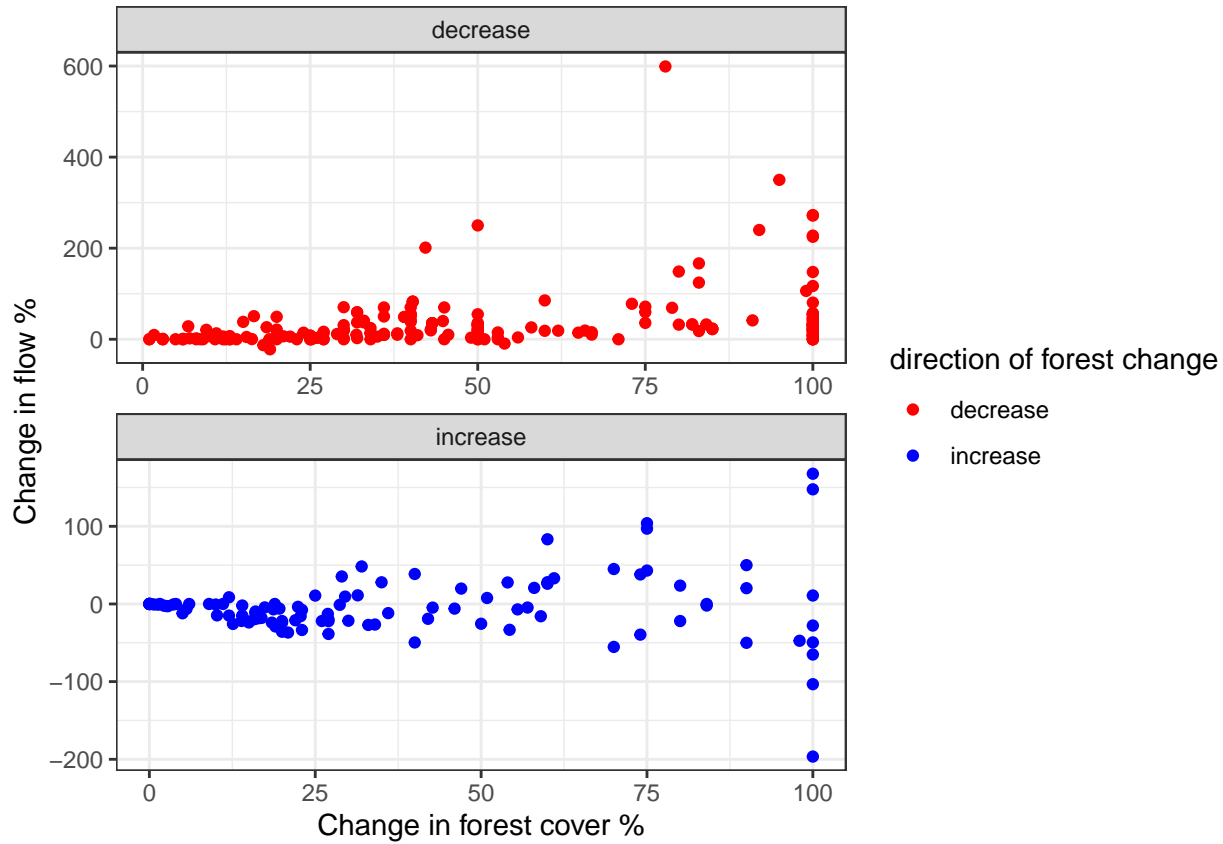 decrease
600
400
200
0
0 25 50 75 100
increase
100
0
−100
−200
0 25 50 75 100
Change in forest cover %
Change in flow %
direction of forest change
decrease
increase